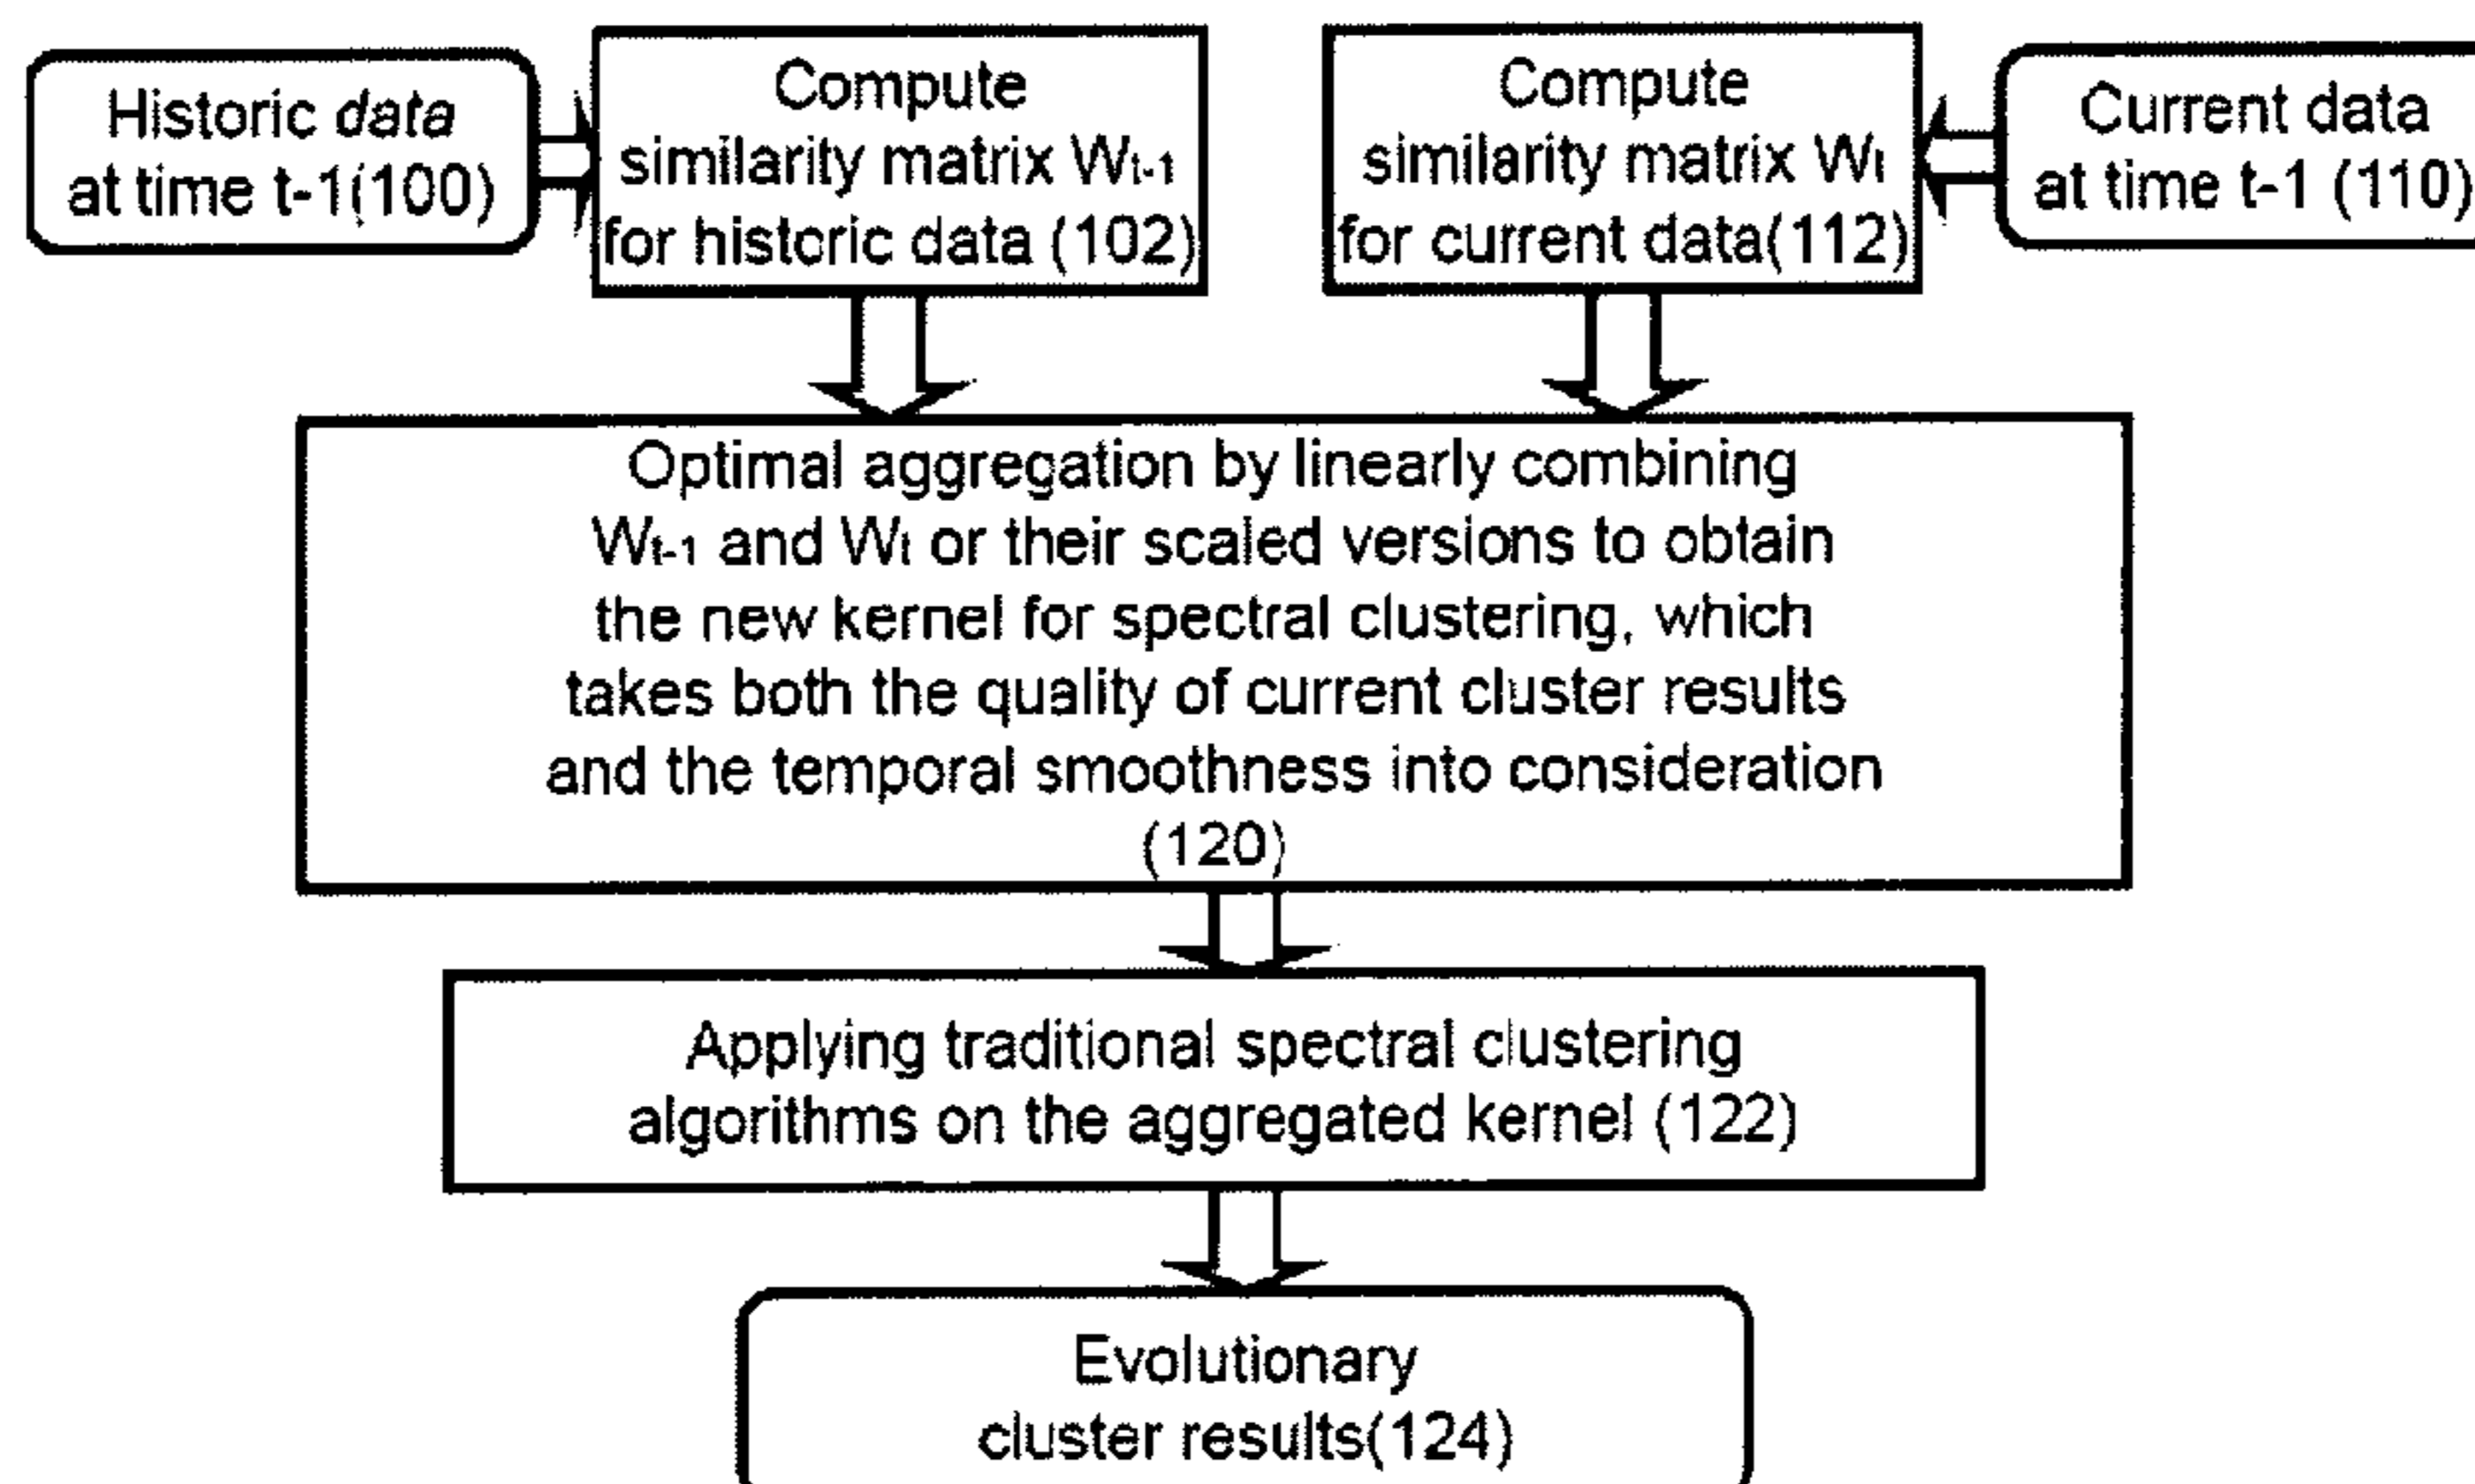 Historic data
at time t-1(100)
Compute
similarity matrix Wt-1
for historic data (102)
Compute
similarity matrix Wt
for current data(112)
Current data
at time t-1 (110)
Optimal aggregation by linearly combining
Wt-1 and Wt or their scaled versions to obtain
the new kernel for spectral clustering, which
takes both the quality of current cluster results
and the temporal smoothness into consideration
(120)
Applying traditional spectral clustering
algorithms on the aggregated kernel (122)
Evolutionary
cluster results(124)